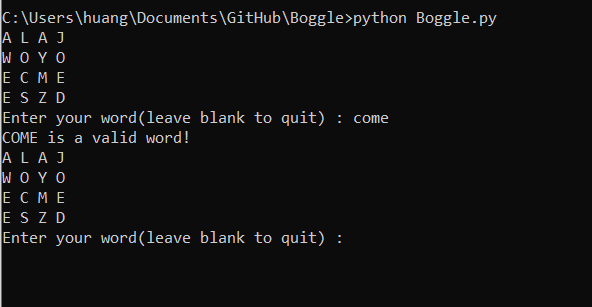 C:\Users\huang\Documents\GitHub\Boggle>python Boggle.py
A L A J
W O Y O
E C M E
E S Z D
Enter your word(leave blank to quit) : come
COME is a valid word!
A L A J
W O Y O
E C M E
E S Z D
Enter your word(leave blank to quit) :